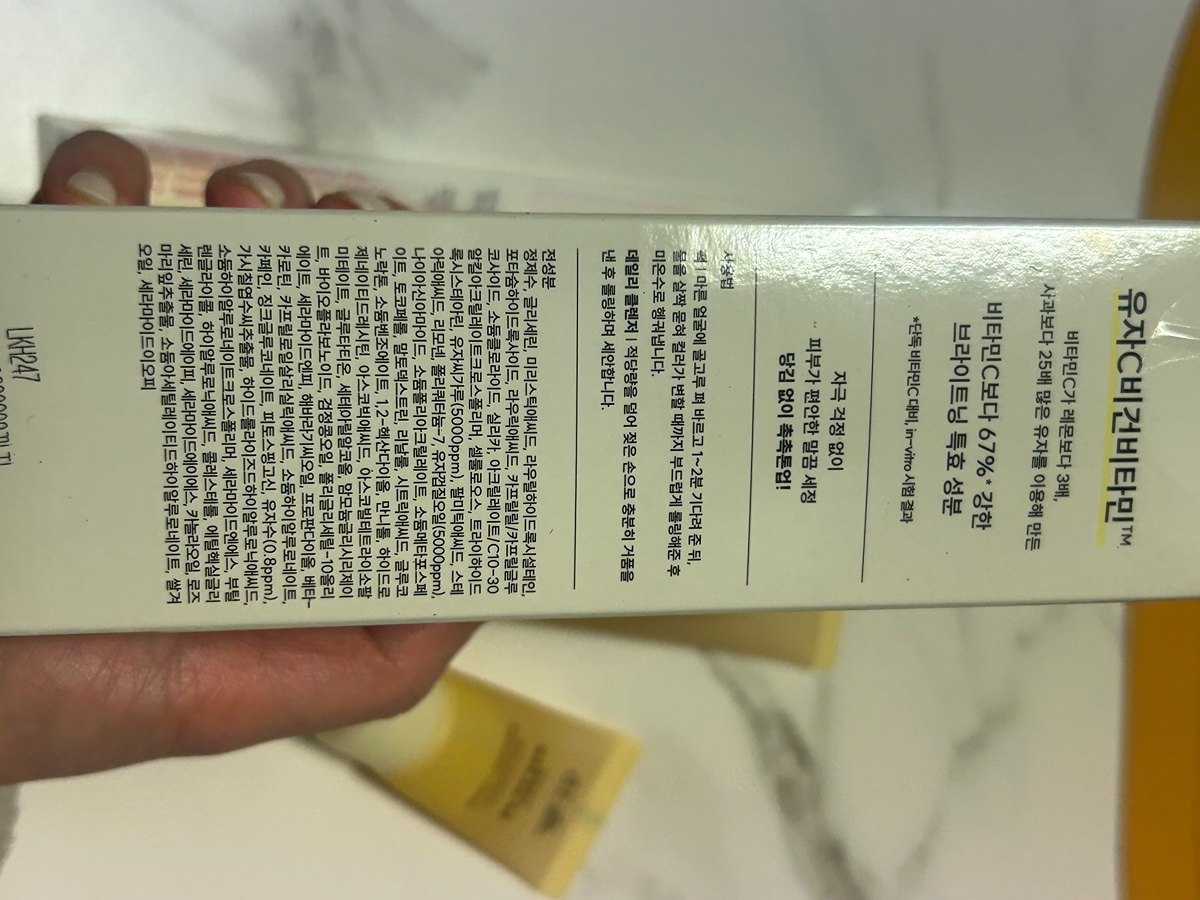 유자C비건비타민™
비타민C가 레몬보다 3배,
사과보다 25배 많은 유자를 이용해 만든
비타민C보다 67%* 강한
브라이트닝 특효 성분
*단독 비타민C 대비, in-vitro 시험 결과
자극 걱정 없이
피부가 편안한 말끔 세정
당김 없이 촉촉톤업!
사용법
팩 | 마른 얼굴에 골고루 펴 바르고 1~2분 기다려 준 뒤,
물을 살짝 묻혀 컬러가 변할 때까지 부드럽게 롤링해준 후
미온수로 헹궈냅니다.
데일리 클렌저 | 적당량을 덜어 젖은 손으로 충분히 거품을
낸 후 롤링하며 세안합니다.
전성분
정제수, 글리세린, 미리스틱애씨드, 라우릴하이드록시설테인,
포타슘하이드록사이드, 라우릭애씨드, 카프릴릴/카프릴글루
코사이드, 소듐클로라이드, 실리카, 아크릴레이트/C10-30
알킬아크릴레이트크로스폴리머, 셀룰로오스, 트라이하이드
록시스테아린, 유자씨가루(5000ppm), 팔미틱애씨드, 스테
아릭애씨드, 리모넨, 폴리쿼터늄-7, 유자간질오일(5000ppm),
나이아신아마이드, 소듐폴리아크릴레이트, 소듐메타포스페
이트, 토코페롤, 말토덱스트린, 리날룰, 시트릭애씨드, 글루코
노락톤, 소듐벤조에이트, 1,2-헥산다이올, 만니톨, 하이드로
제네이티드레시틴, 아스코빅애씨드, 아스코빌테트라이소팔
미테이트, 글루타티온, 세테아릴알코올, 암모늄글리시리제이
트, 바이오플라보노이드, 검정콩오일, 폴리글리세릴-10올리
에이트, 세라마이드엔피, 해바라기씨오일, 프로판다이올, 베타-
카로틴, 카프릴로일살리실릭애씨드, 소듐하이알루로네이트,
카페인, 징크글루코네이트, 피토스핑고신, 유자수(0.8ppm),
가시칠엽수씨추출물, 하이드롤라이즈드하이알루로닉애씨드,
소듐하이알루로네이트크로스폴리머, 세라마이드엔에스, 부틸
렌글라이콜, 하이알루로닉애씨드, 콜레스테롤, 에틸헥실글리
세린, 세라마이드에이피, 세라마이드에이에스, 카놀라오일, 로즈
마리잎추출물, 소듐아세틸레이티드하이알루로네이트, 쌀겨
오일, 세라마이드이오피
LKH247